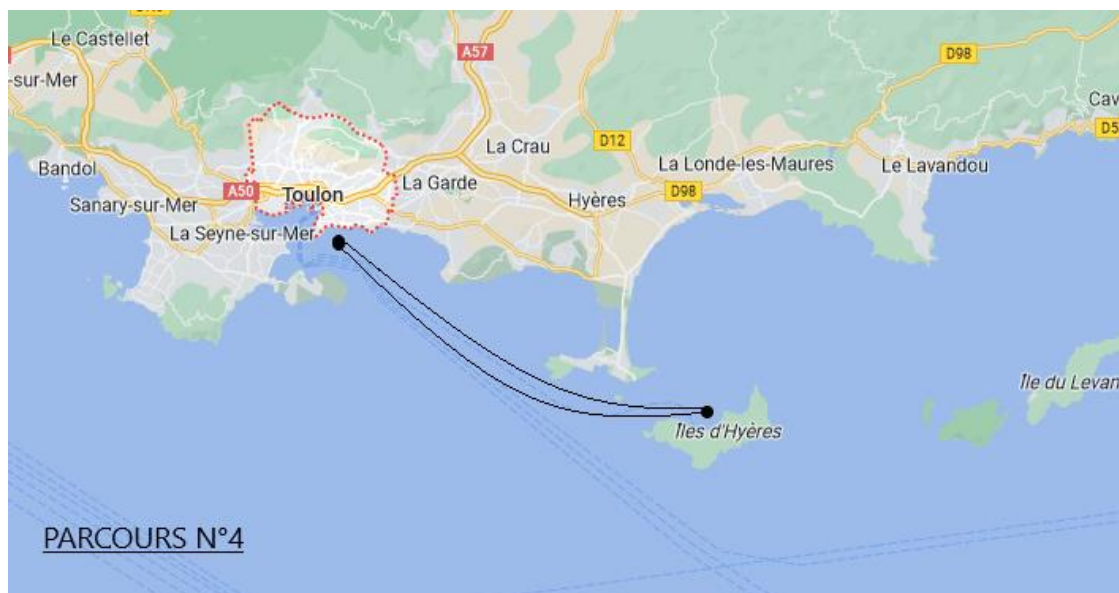 Le Castellet
A57
D98
-sur-Mer
Cav
D5
La Crau
D12
Bandol
La Londe-les-Maures
Le Lavandou
A50
Toulon
La Garde
D98
Sanary-sur-Mer
Hyères
La Seyne-sur-Mer
Île du Levan
Îles d'Hyères
PARCOURS N°4